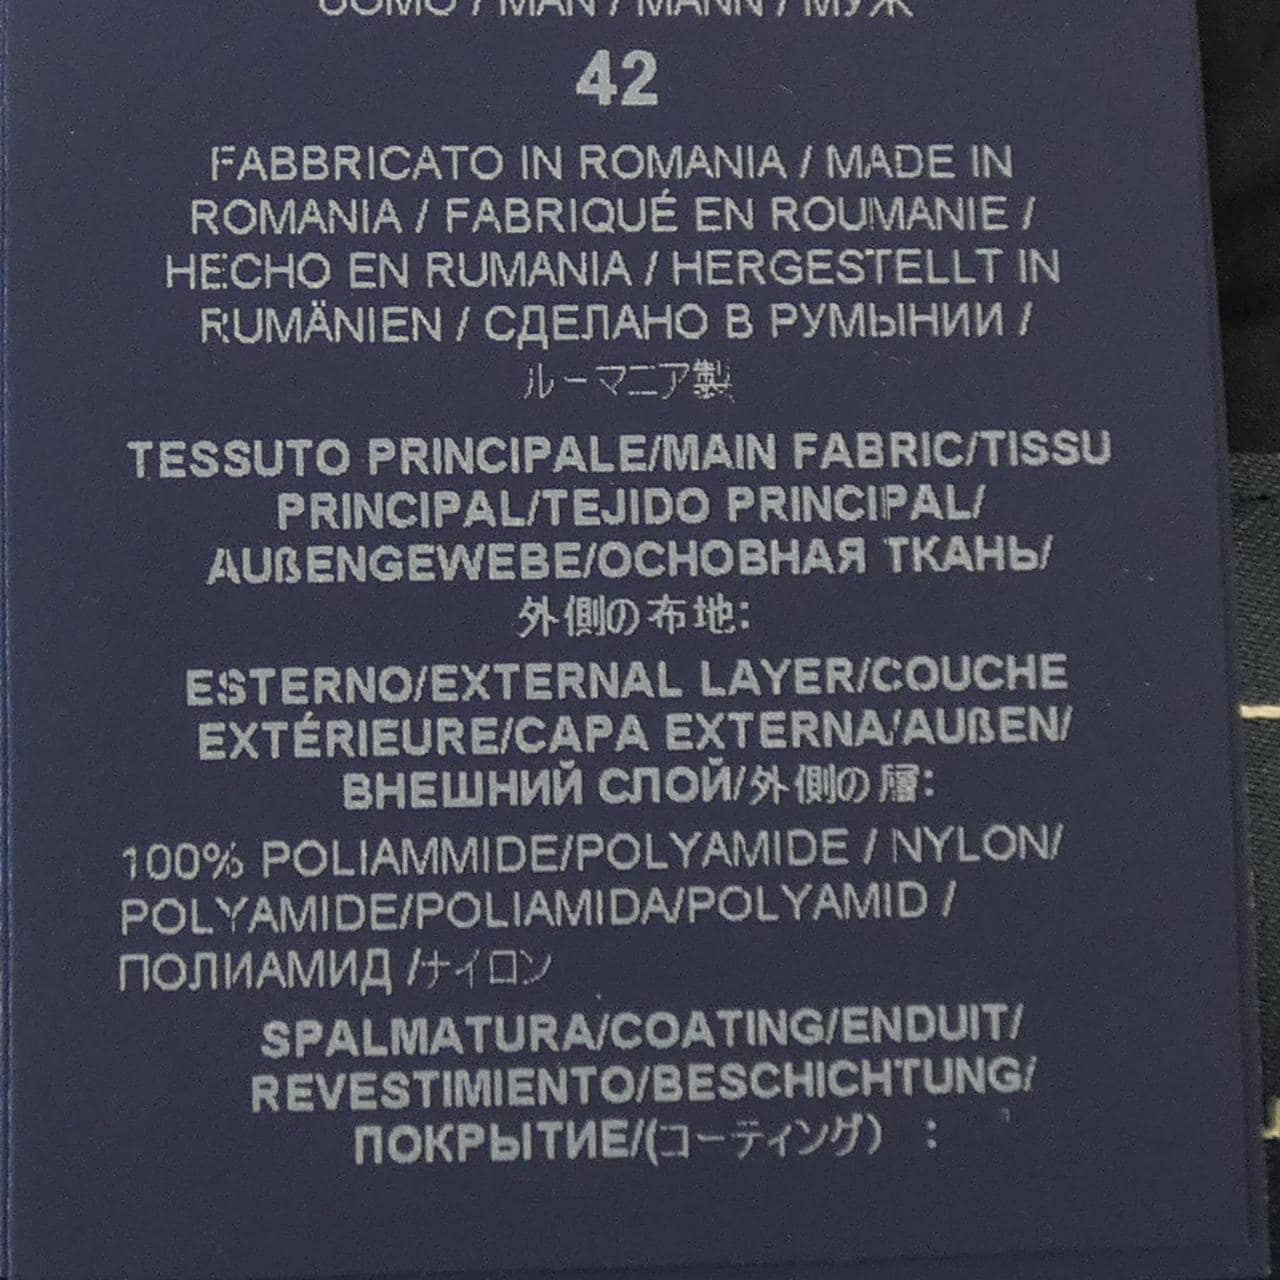 UOMO / MAN / MANN / МУЖ
42
FABBRICATO IN ROMANIA / MADE IN
ROMANIA / FABRIQUÉ EN ROUMANIE /
HECHO EN RUMANIA / HERGESTELLT IN
RUMÄNIEN / СДЕЛАНО В РУМЫНИИ /
ルーマニア製
TESSUTO PRINCIPALE/MAIN FABRIC/TISSU
PRINCIPAL/TEJIDO PRINCIPAL/
AUßENGEWEBE/ОСНОВНАЯ ТКАНЬ/
外側の布地:
ESTERNO/EXTERNAL LAYER/COUCHE
EXTÉRIEURE/CAPA EXTERNA/AUßEN/
ВНЕШНИЙ СЛОЙ/外側の層:
100% POLIAMMIDE/POLYAMIDE / NYLON/
POLYAMIDE/POLIAMIDA/POLYAMID /
ПОЛИАМИД /ナイロン
SPALMATURA/COATING/ENDUIT/
REVESTIMIENTO/BESCHICHTUNG/
ПОКРЫТИЕ/(コーティング) :